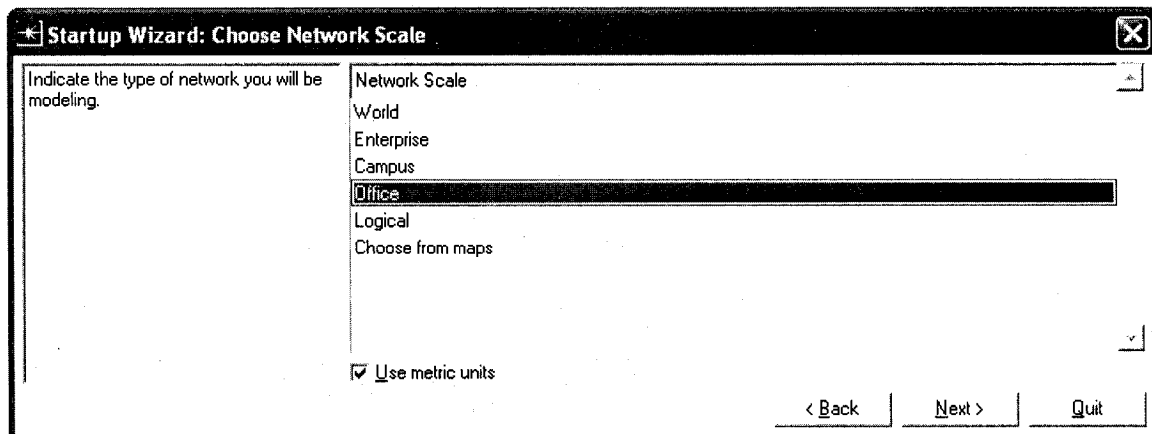 Startup Wizard: Choose Network Scale
Indicate the type of network you will be
modeling.
Network Scale
World
Enterprise
Campus
Office
Logical
Choose from maps
Use metric units
< Back
Next >
Quit